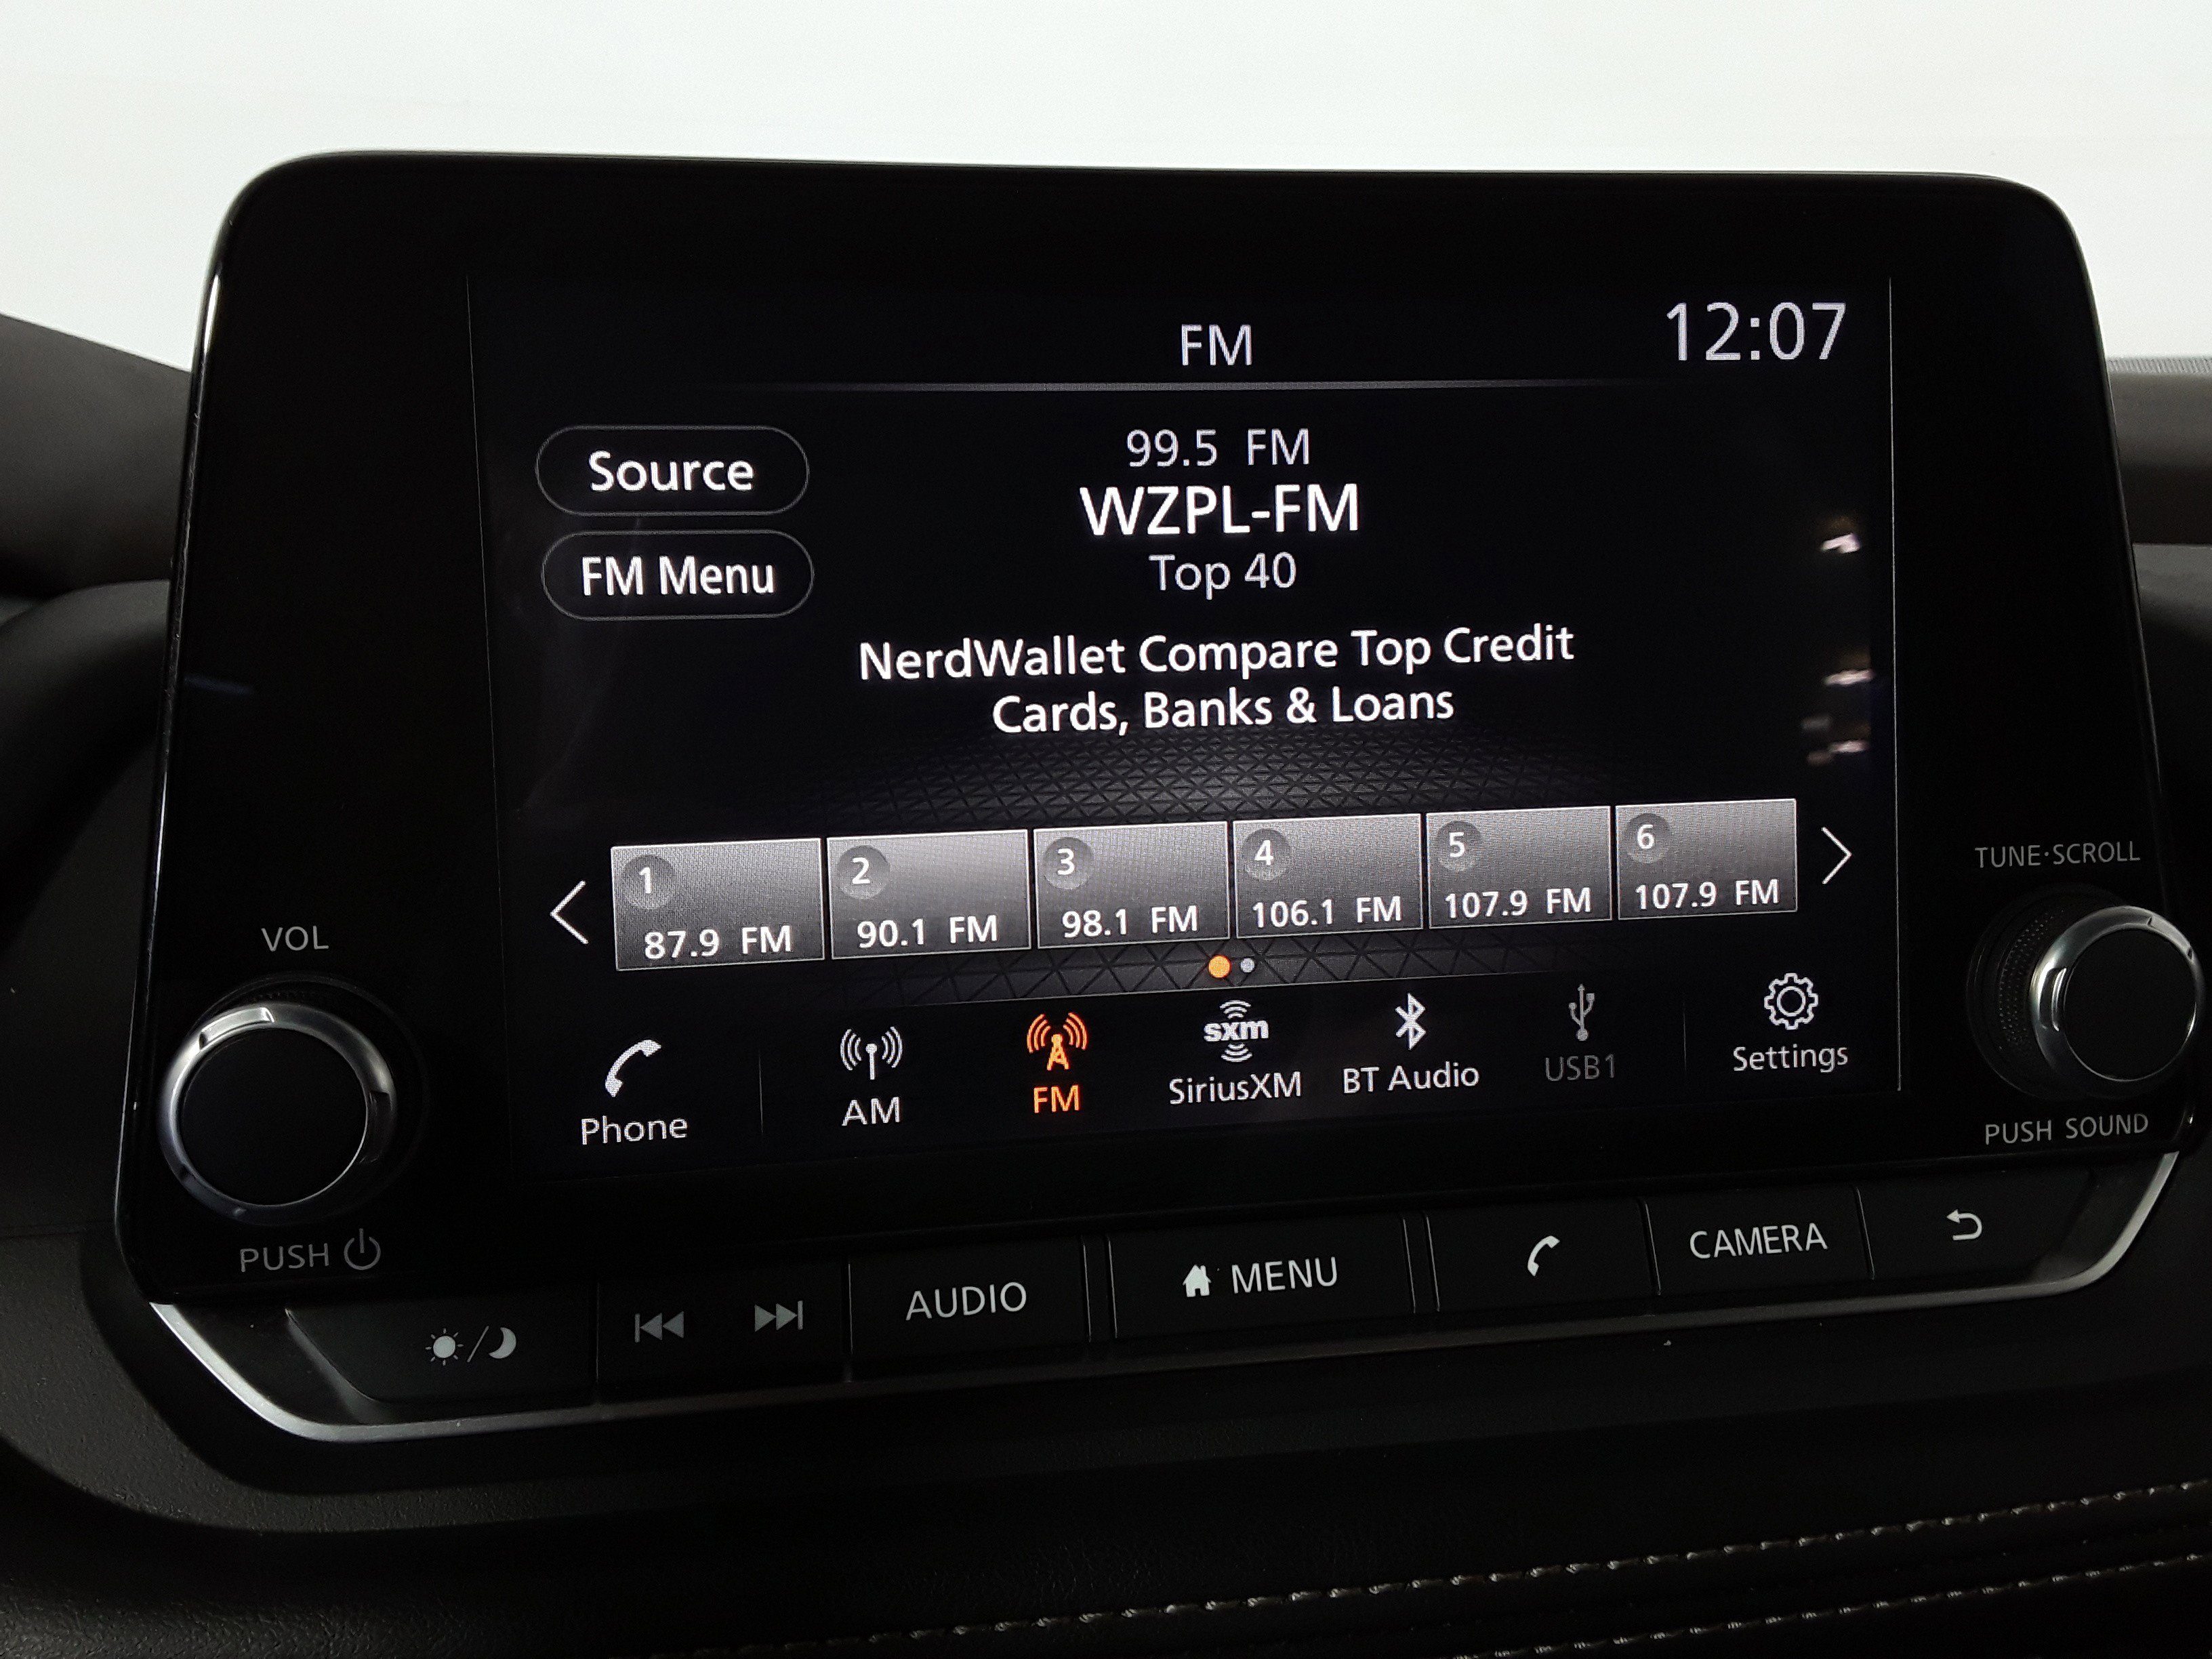 FM
12:07
Source
FM Menu
99.5 FM
WZPL-FM
Top 40
NerdWallet Compare Top Credit
Cards, Banks & Loans
1
87.9 FM
2
90.1 FM
3
98.1 FM
4
106.1 FM
5
107.9 FM
6
107.9 FM
Phone
AM
FM
sxm
SiriusXM
BT Audio
USB1
Settings
VOL
PUSH
TUNE·SCROLL
PUSH SOUND
AUDIO
MENU
CAMERA